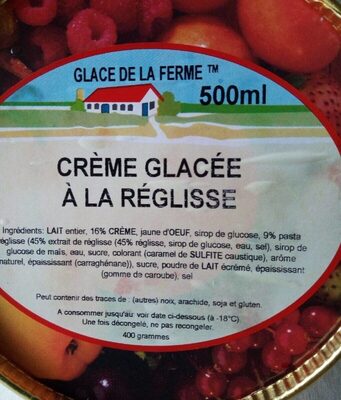 GLACE DE LA FERME ™
500ml
CRÈME GLACÉE
À LA RÉGLISSE
Ingrédients: LAIT entier, 16% CRÈME, jaune d'OEUF, sirop de glucose, 9% pasta
réglisse (45% extrait de réglisse (45% réglisse, sirop de glucose, eau, sel), sirop de
glucose de maïs, eau, sucre, colorant (caramel de SULFITE caustique), arôme
naturel, épaississant (carraghénane)), sucre, poudre de LAIT écrémé, épaississant
(gomme de caroube), sel
Peut contenir des traces de : (autres) noix, arachide, soja et gluten.
A consommer jusqu'au voir date ci-dessous (à -18°C).
Une fois décongelé, ne pas recongeler.
400 grammes